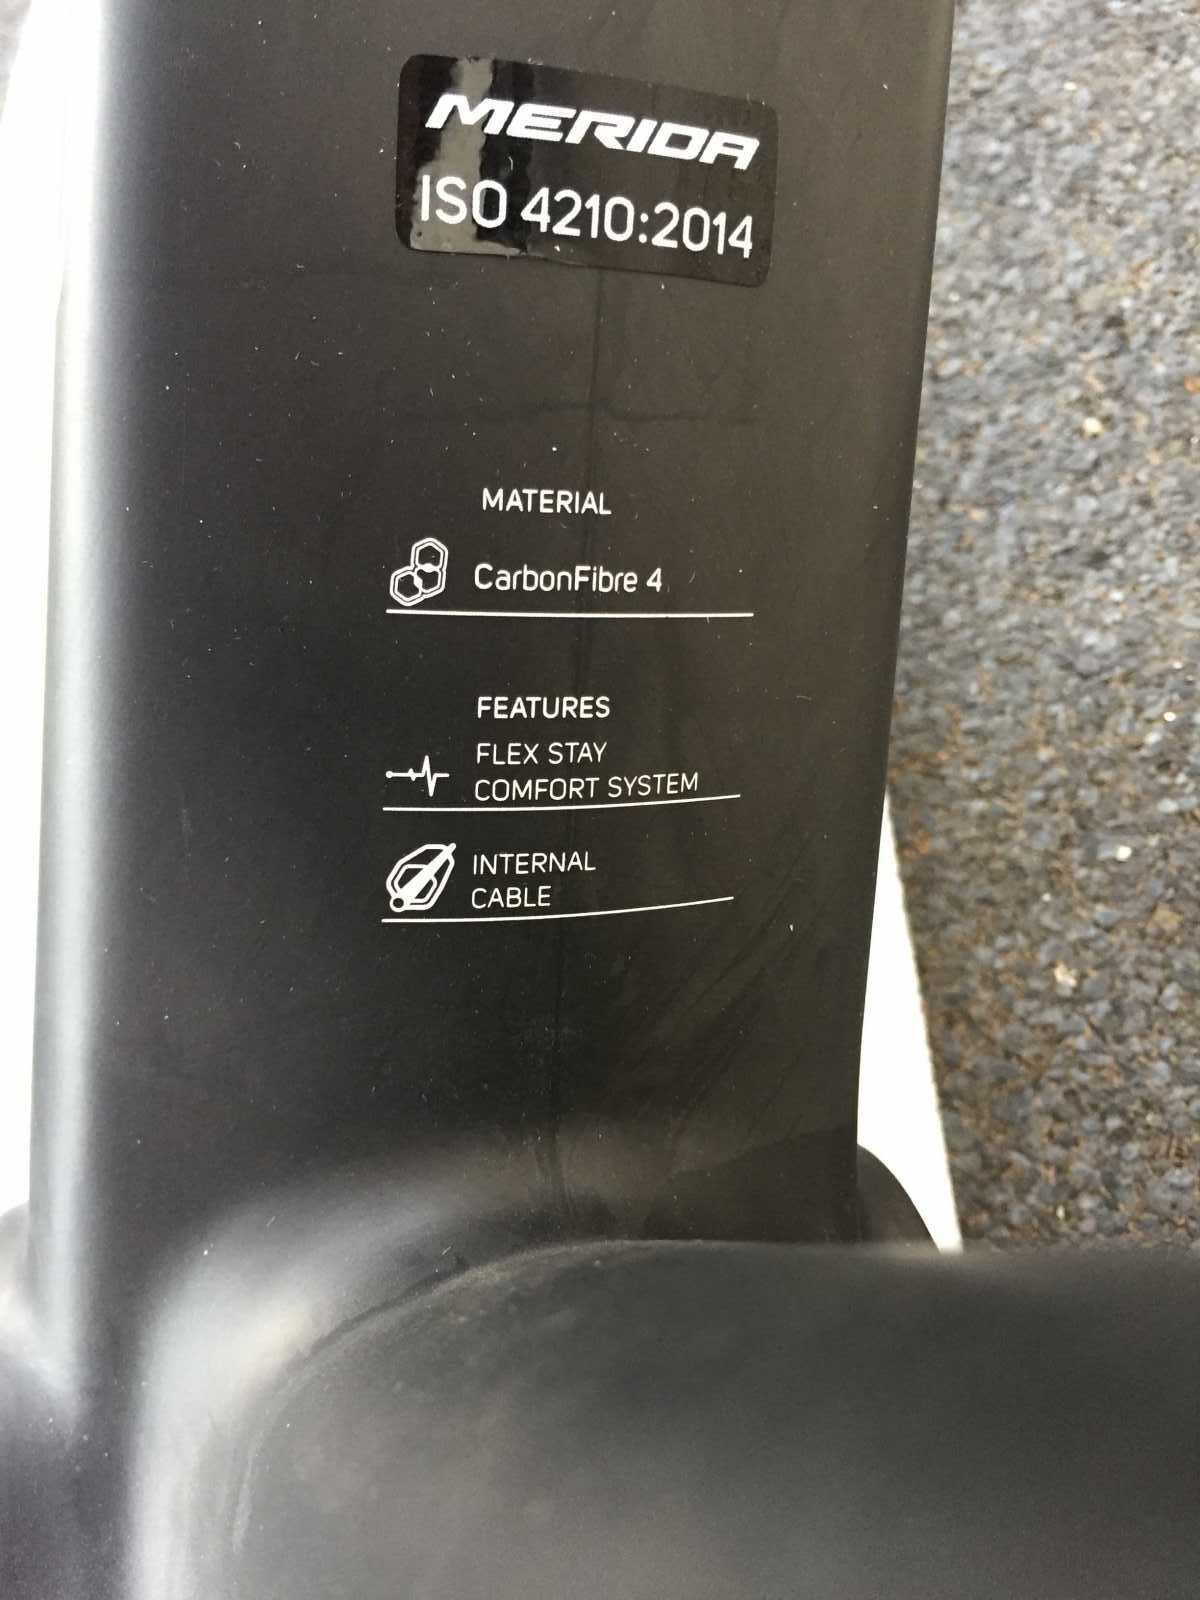 MERIDA
ISO 4210:2014
MATERIAL
CarbonFibre 4
FEATURES
FLEX STAY
COMFORT SYSTEM
INTERNAL
CABLE